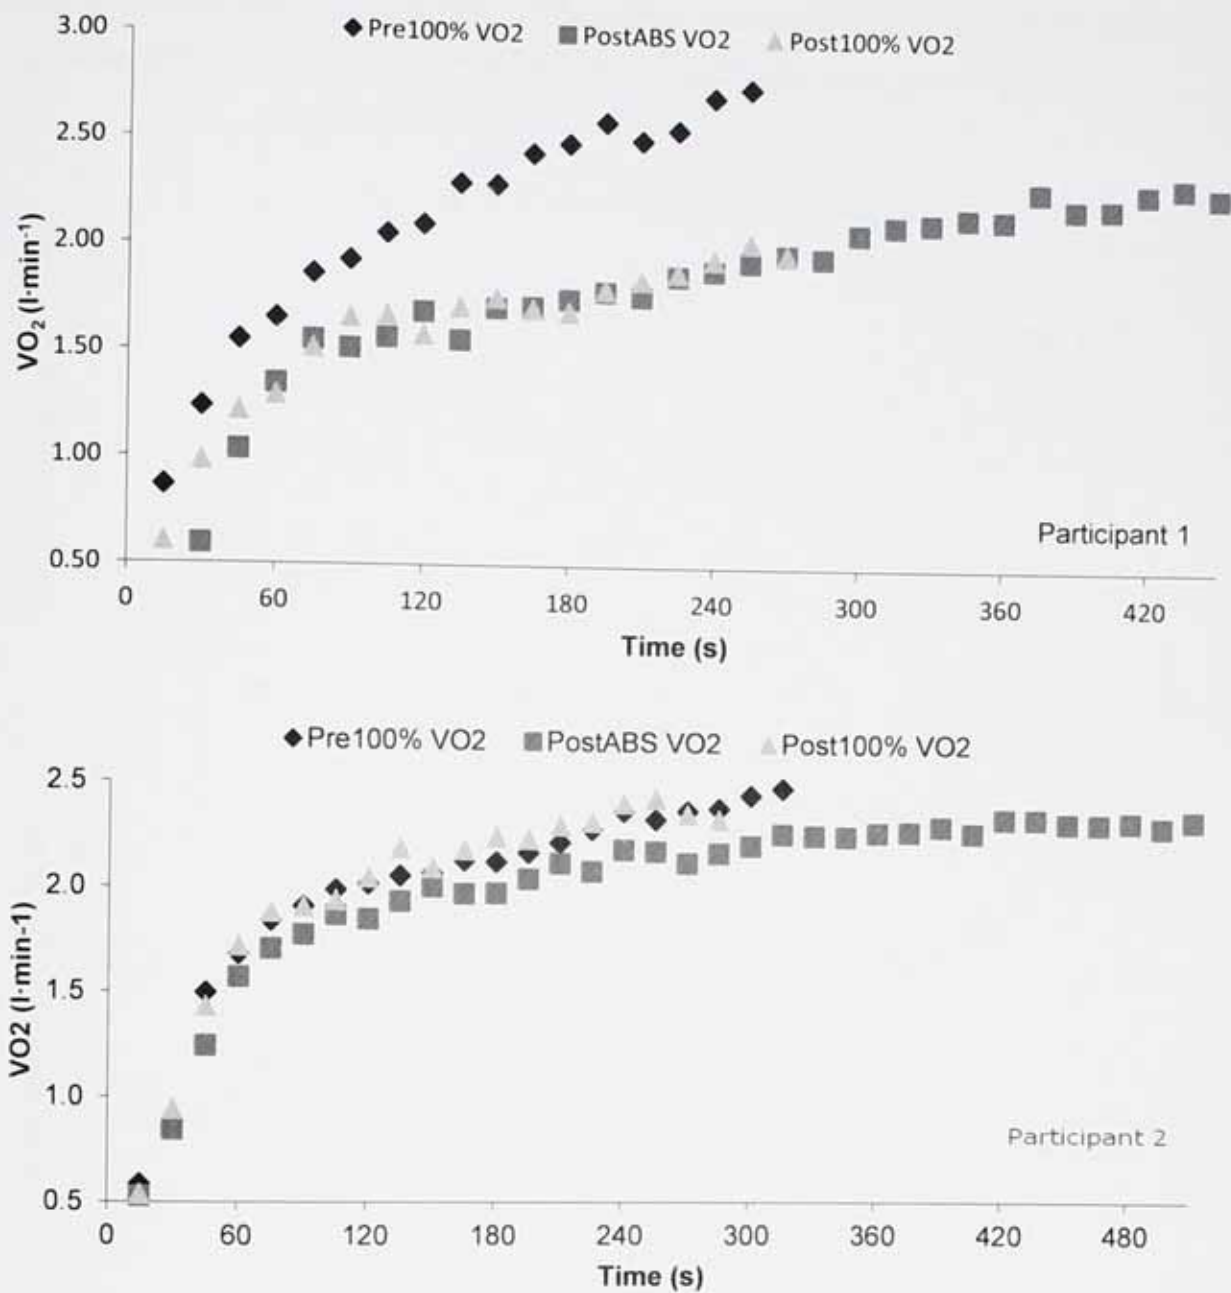 3.00
Pre100% VO2 PostABS VO2 Post100% VO2
2.50
2.00
1.50
1.00
0.50
VO₂ (l·min⁻¹)
Participant 1
0 60 120 180 240 300 360 420
Time (s)
Pre100% VO2 PostABS VO2 Post100% VO2
2.5
2.0
1.5
1.0
0.5
VO2 (l·min-1)
Participant 2
0 60 120 180 240 300 360 420 480
Time (s)